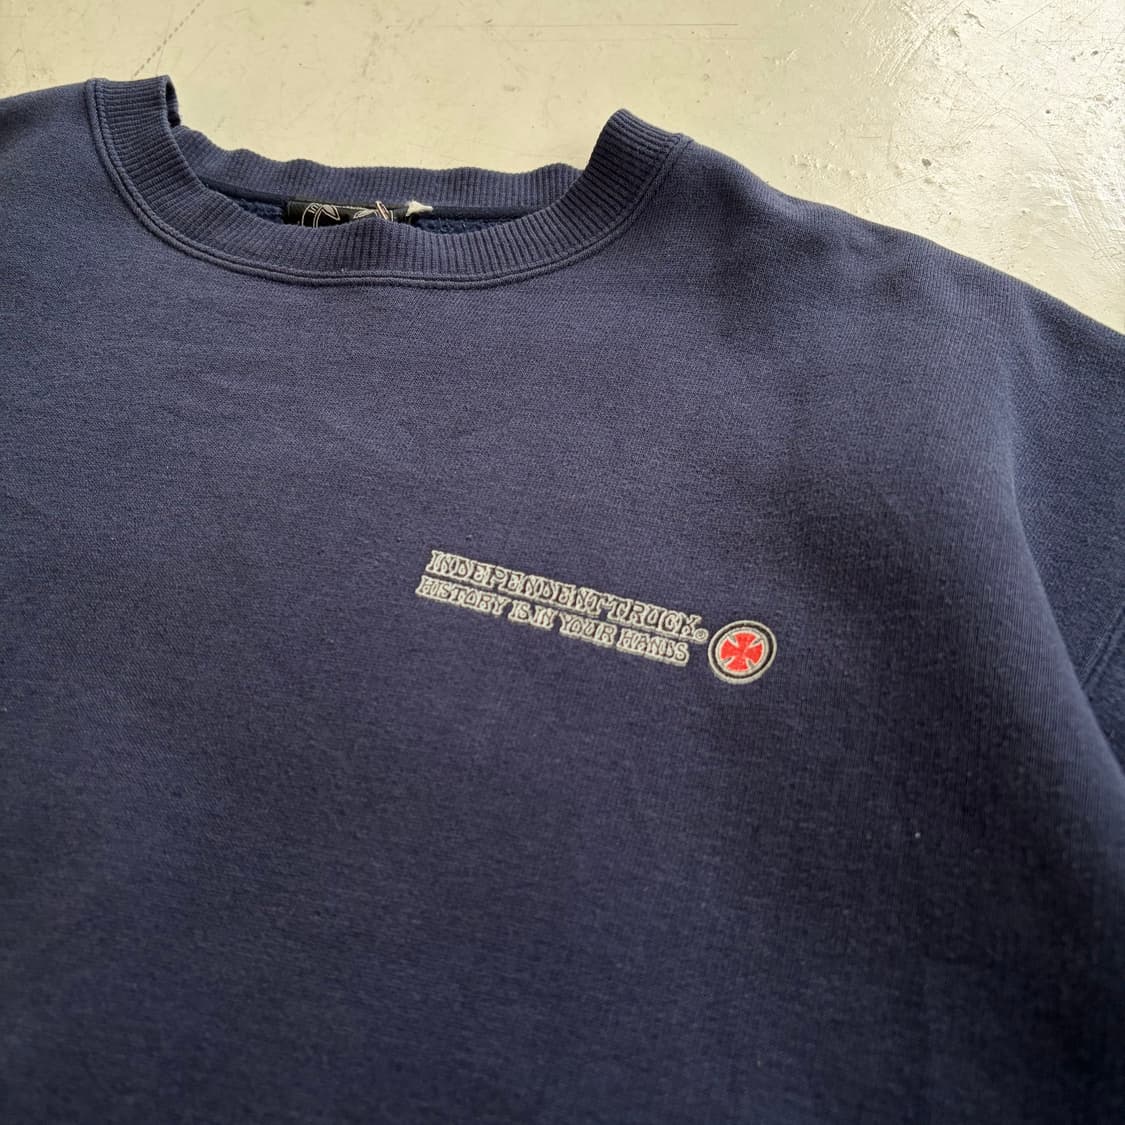 INDEPENDENT TRUCK®
HISTORY IS IN YOUR HANDS